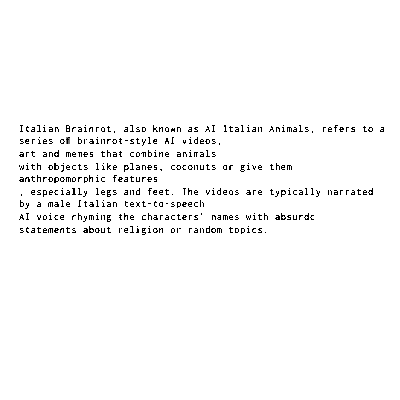 Italian Brainrot, also known as AI Italian Animals, refers to a
series of brainrot-style AI videos,
art and memes that combine animals
with objects like planes, coconuts or give them
anthropomorphic features
, especially legs and feet. The videos are typically narrated
by a male Italian text-to-speech
AI voice rhyming the characters' names with absurdc
statements about religion or random topics.